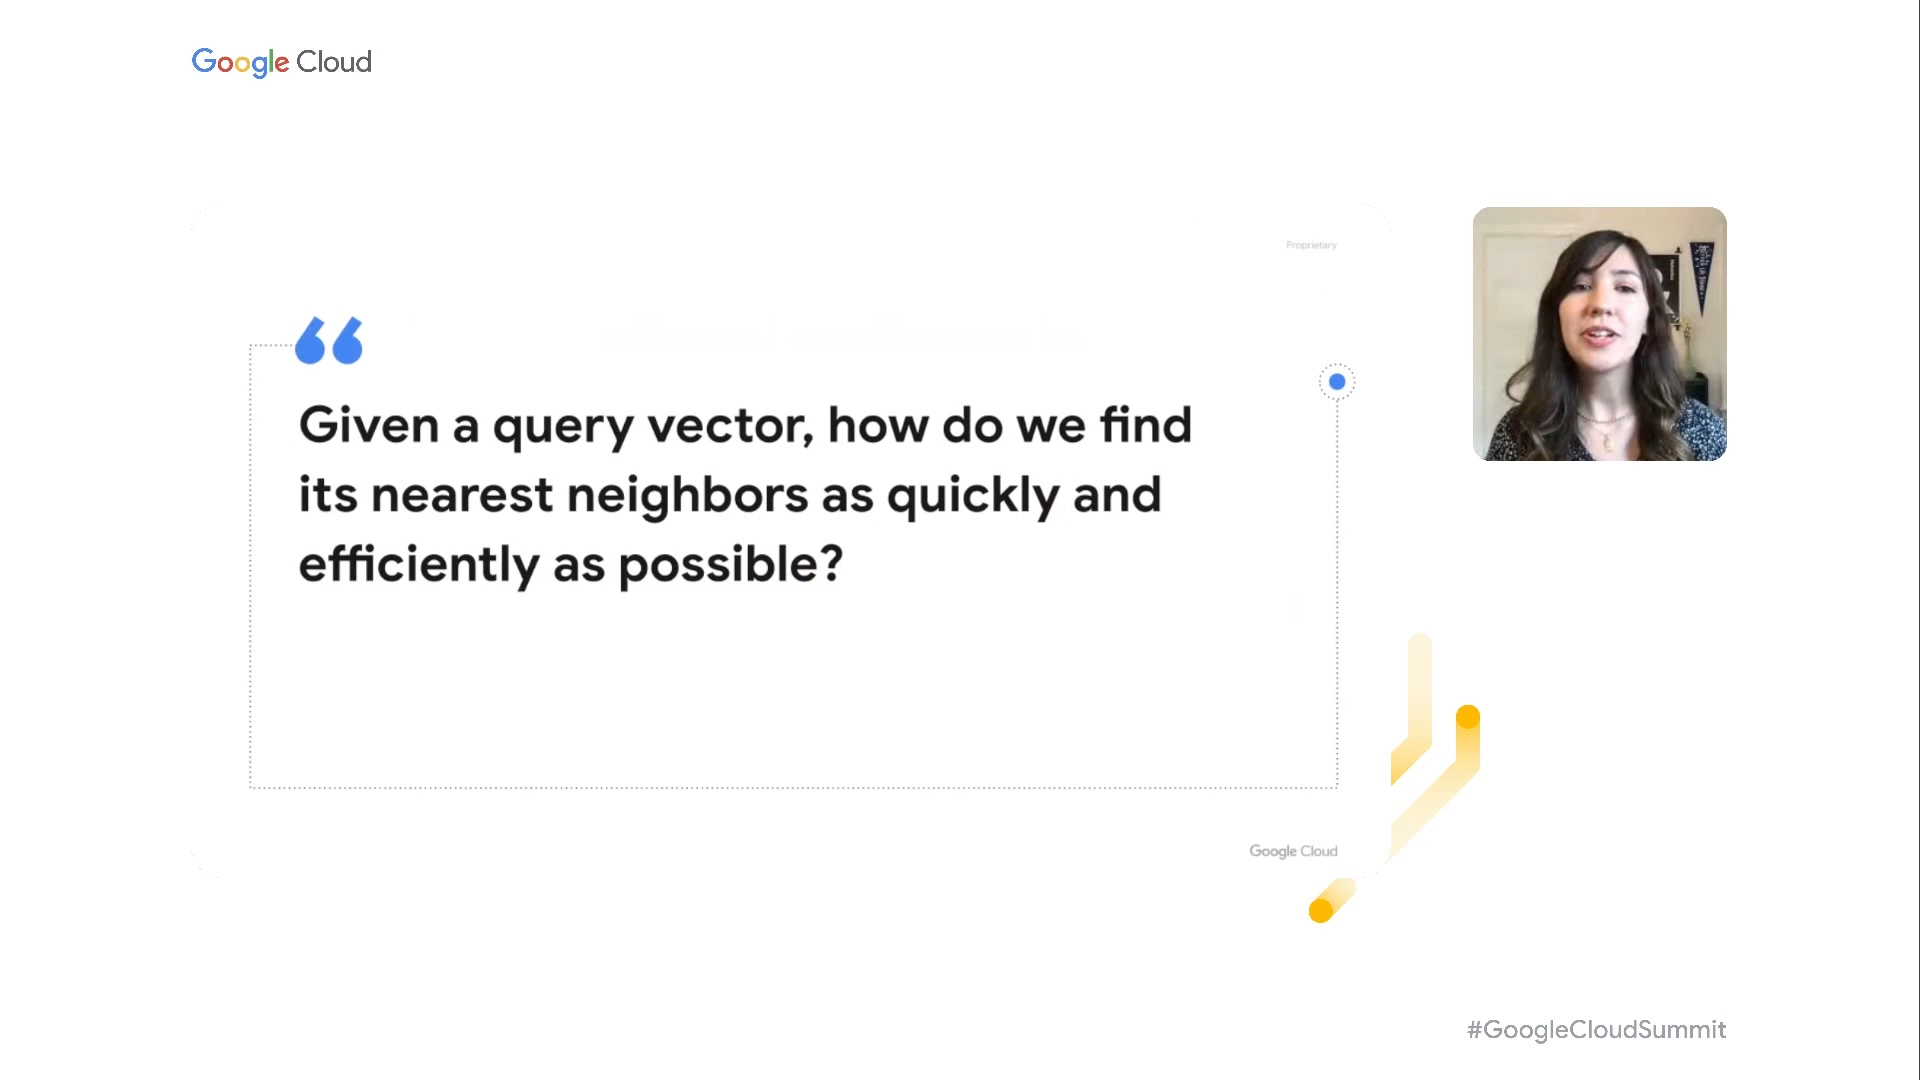 Google Cloud
Proprietary
Given a query vector, how do we find
its nearest neighbors as quickly and
efficiently as possible?
Google Cloud
#GoogleCloudSummit